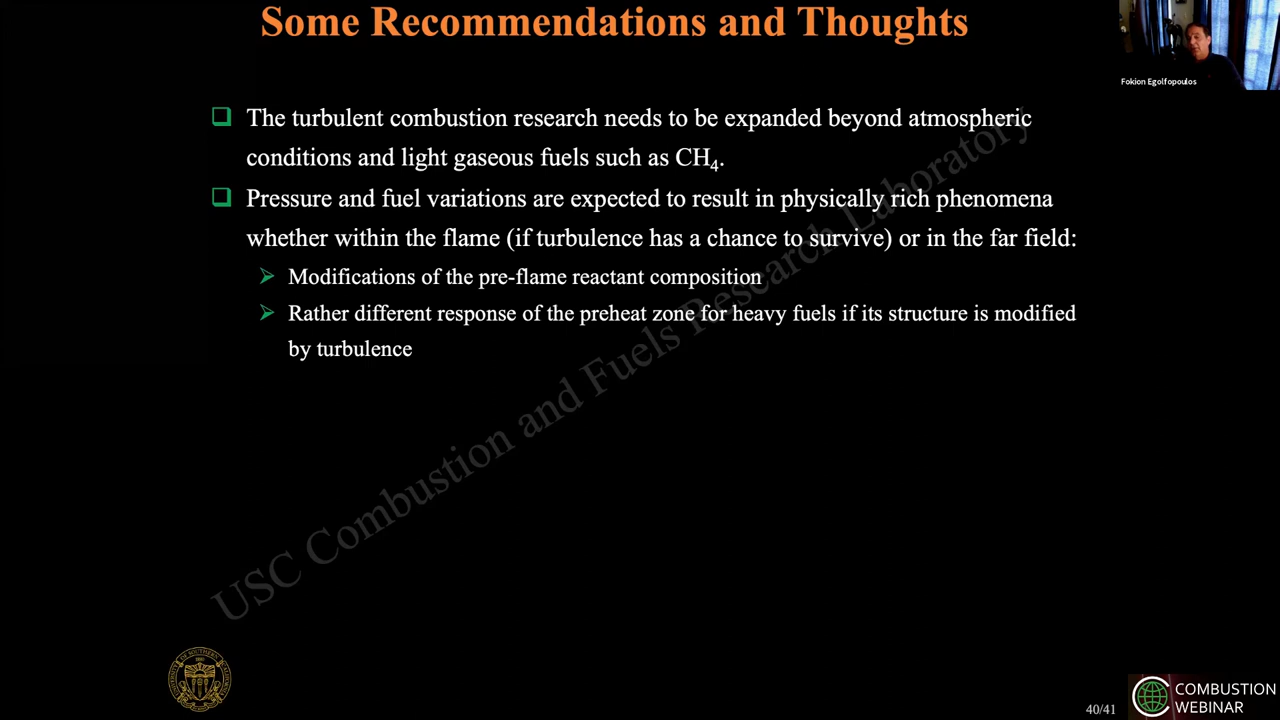 Some Recommendations and Thoughts
Fokion Egolfopoulos
The turbulent combustion research needs to be expanded beyond atmospheric
conditions and light gaseous fuels such as CH₄.
Pressure and fuel variations are expected to result in physically rich phenomena
whether within the flame (if turbulence has a chance to survive) or in the far field:
Modifications of the pre-flame reactant composition
Rather different response of the preheat zone for heavy fuels if its structure is modified
by turbulence
USC Combustion and Fuels Research Laboratory
40/41
COMBUSTION
WEBINAR